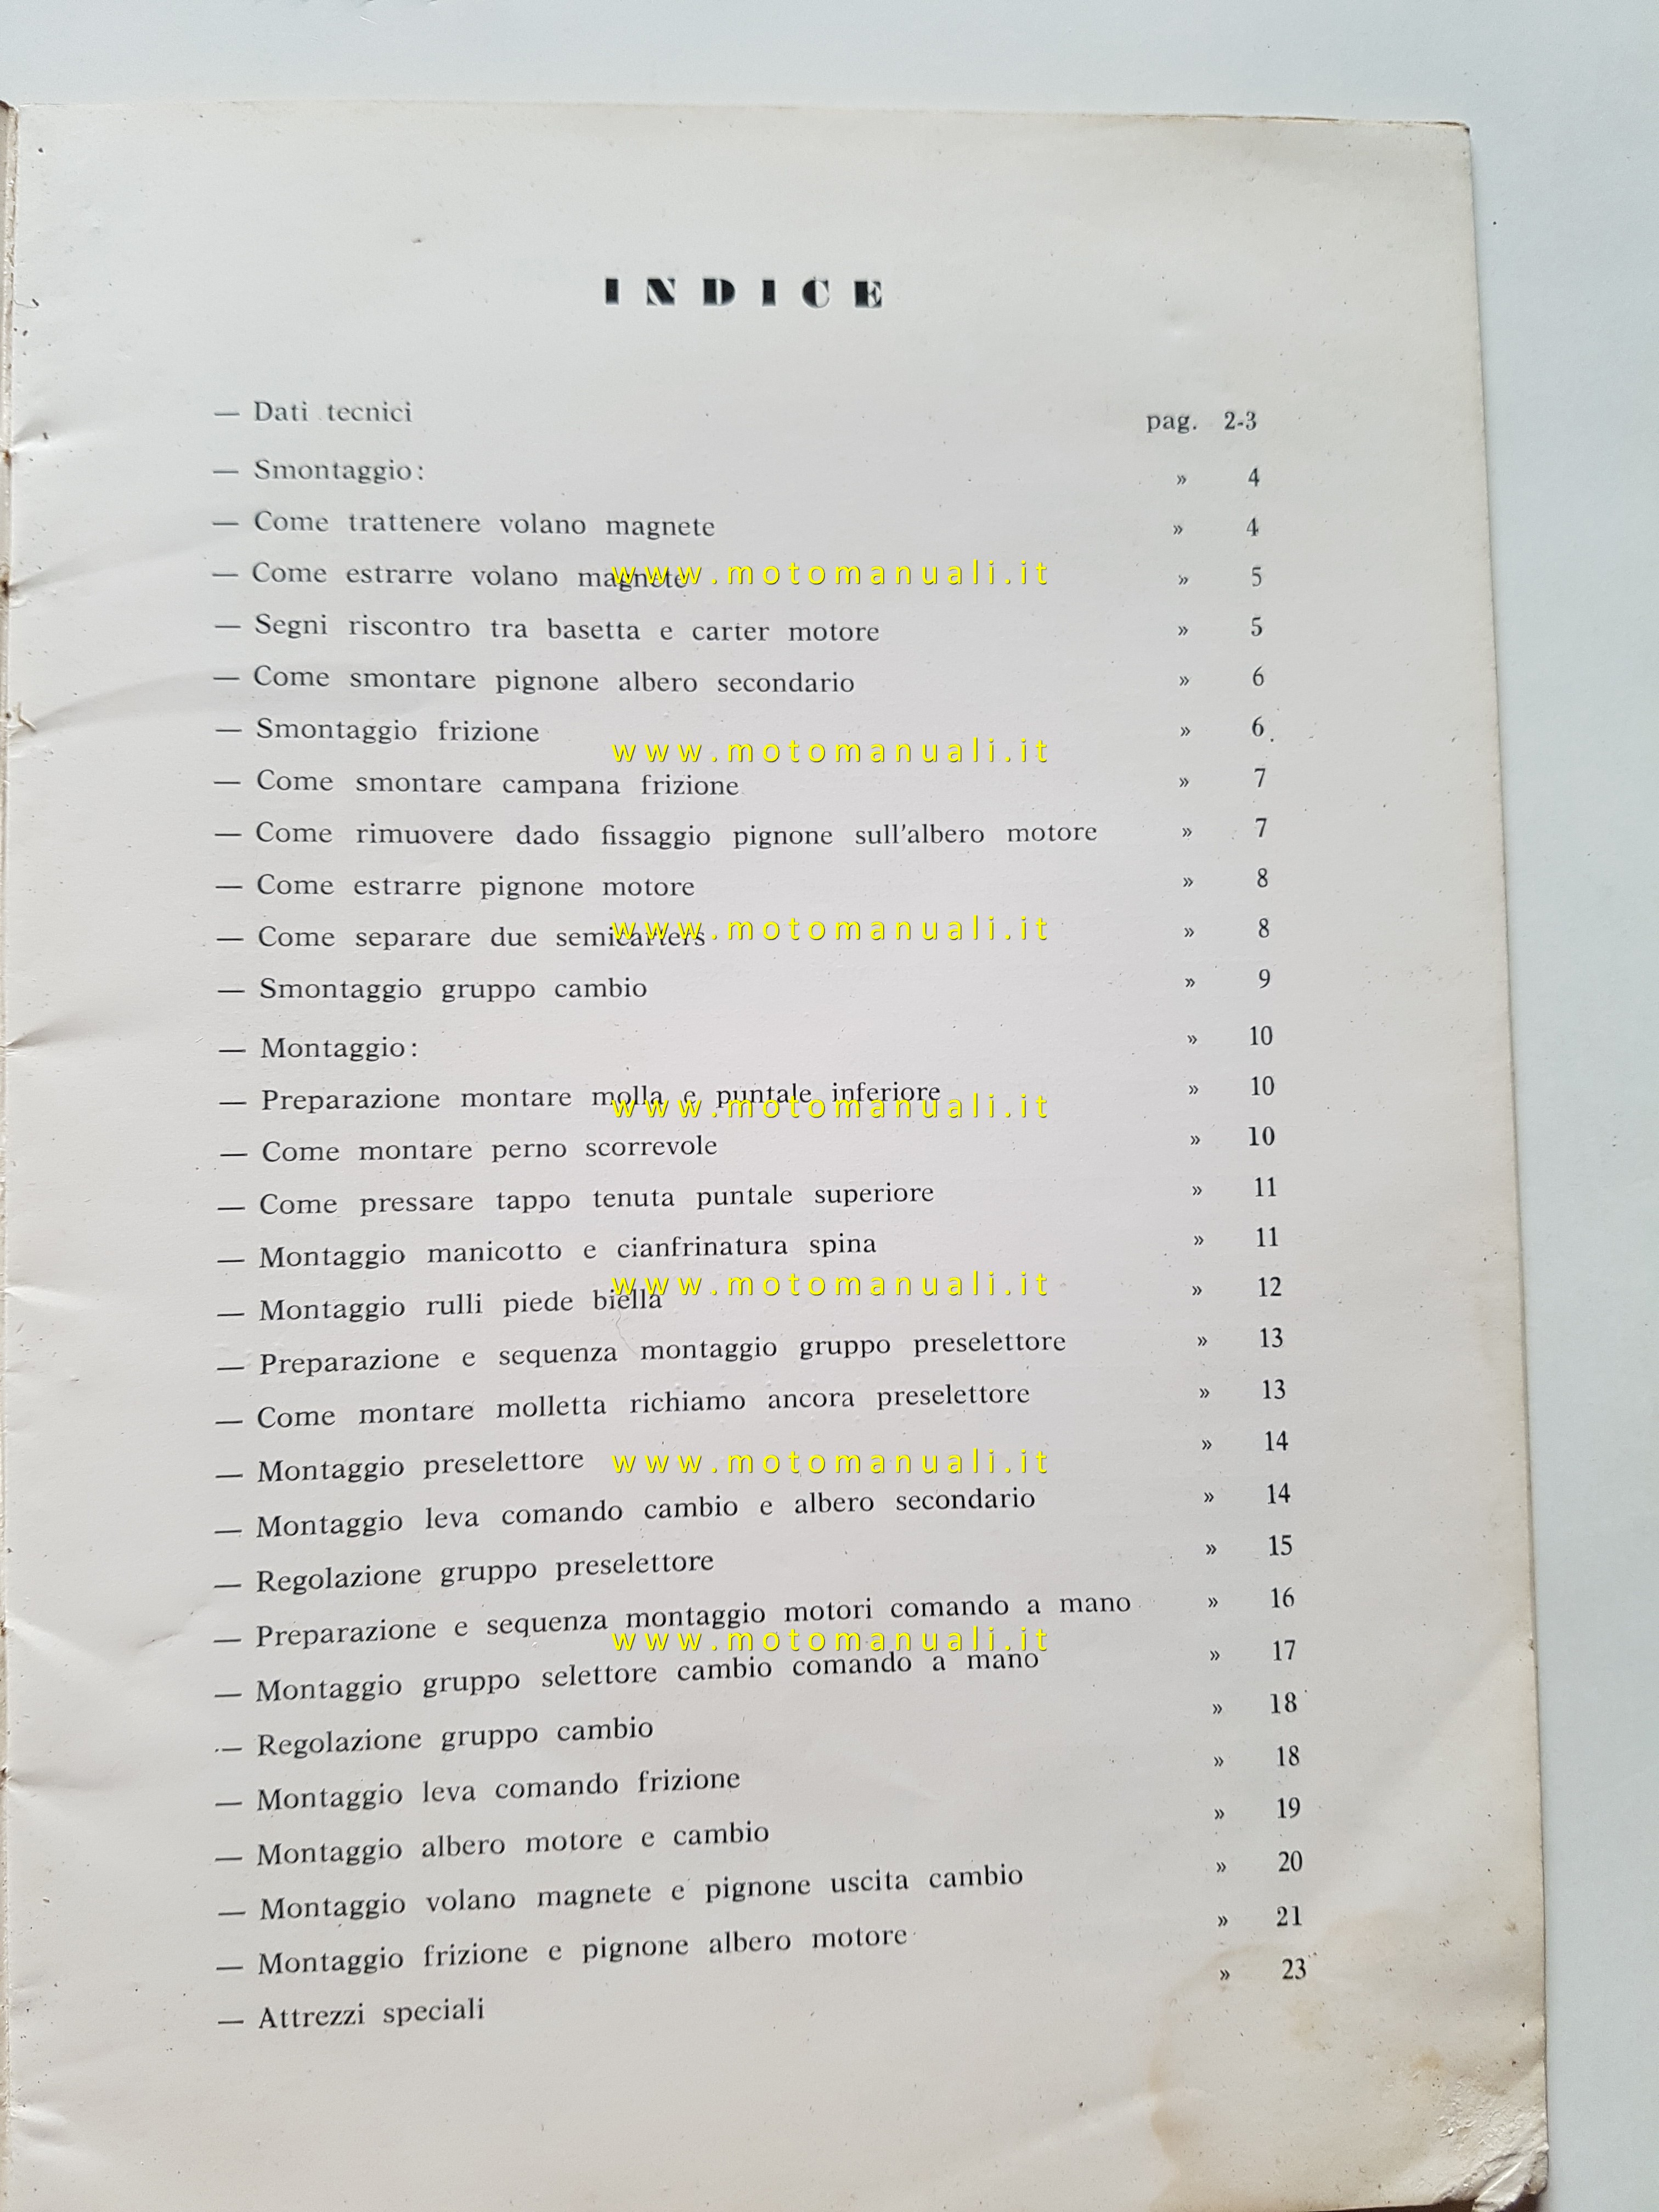 INDICE
— Dati tecnici pag. 2-3
— Smontaggio: » 4
— Come trattenere volano magnete » 4
— Come estrarre volano magnete » 5
www.motomanuali.it
— Segni riscontro tra basetta e carter motore » 5
— Come smontare pignone albero secondario » 6
— Smontaggio frizione » 6
www.motomanuali.it
— Come smontare campana frizione » 7
— Come rimuovere dado fissaggio pignone sull'albero motore » 7
— Come estrarre pignone motore » 8
— Come separare due semicarters » 8
www.motomanuali.it
— Smontaggio gruppo cambio » 9
— Montaggio: » 10
— Preparazione montare molla e puntale inferiore » 10
www.motomanuali.it
— Come montare perno scorrevole » 10
— Come pressare tappo tenuta puntale superiore » 11
— Montaggio manicotto e cianfrinatura spina » 11
— Montaggio rulli piede biella » 12
www.motomanuali.it
— Preparazione e sequenza montaggio gruppo preselettore » 13
— Come montare molletta richiamo ancora preselettore » 13
— Montaggio preselettore » 14
www.motomanuali.it
— Montaggio leva comando cambio e albero secondario » 14
— Regolazione gruppo preselettore » 15
— Preparazione e sequenza montaggio motori comando a mano » 16
www.motomanuali.it
— Montaggio gruppo selettore cambio comando a mano » 17
— Regolazione gruppo cambio » 18
— Montaggio leva comando frizione » 18
— Montaggio albero motore e cambio » 19
— Montaggio volano magnete e pignone uscita cambio » 20
— Montaggio frizione e pignone albero motore » 21
— Attrezzi speciali » 23